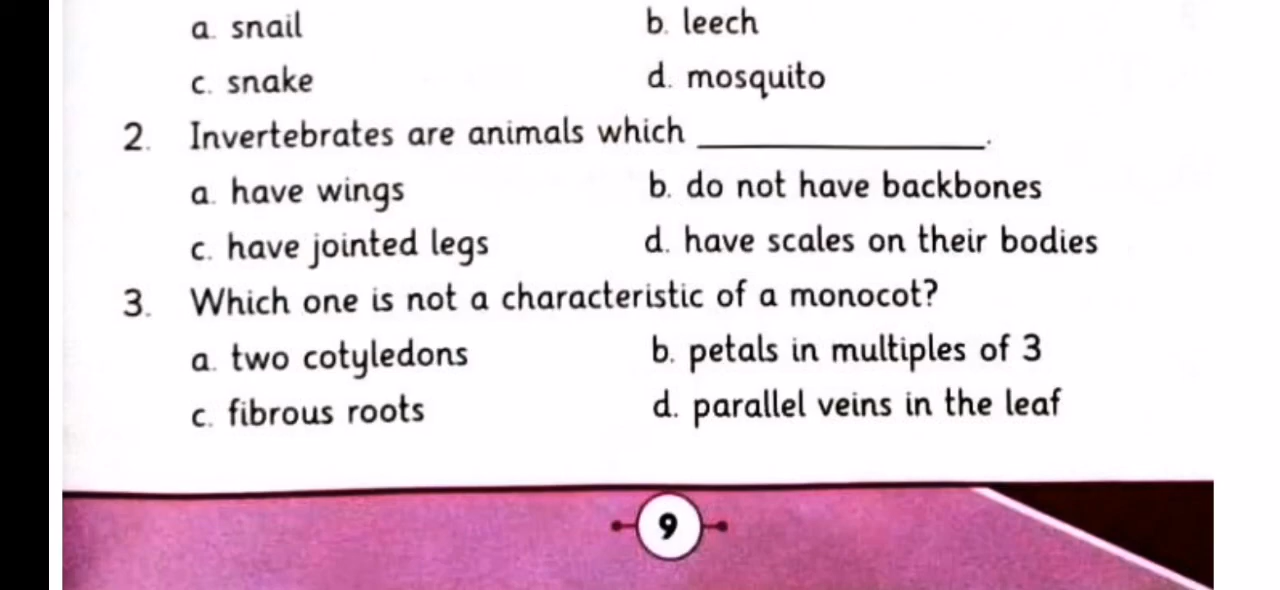 a. snail b. leech
c. snake d. mosquito
2. Invertebrates are animals which ______________.
a. have wings b. do not have backbones
c. have jointed legs d. have scales on their bodies
3. Which one is not a characteristic of a monocot?
a. two cotyledons b. petals in multiples of 3
c. fibrous roots d. parallel veins in the leaf
9